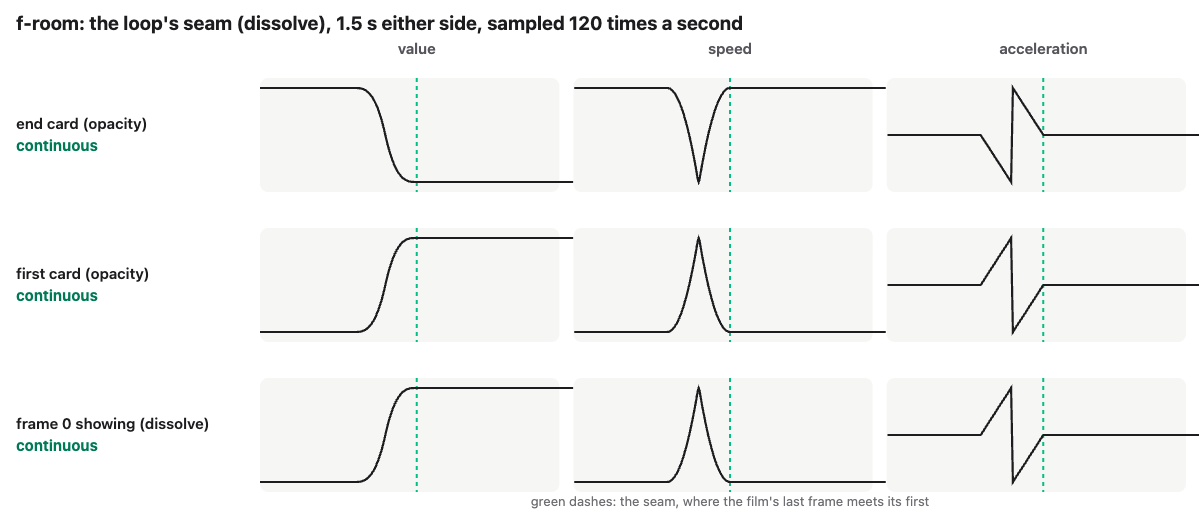 f-room: the loop's seam (dissolve), 1.5 s either side, sampled 120 times a second
value speed acceleration
end card (opacity)
continuous
first card (opacity)
continuous
frame 0 showing (dissolve)
continuous
green dashes: the seam, where the film's last frame meets its first